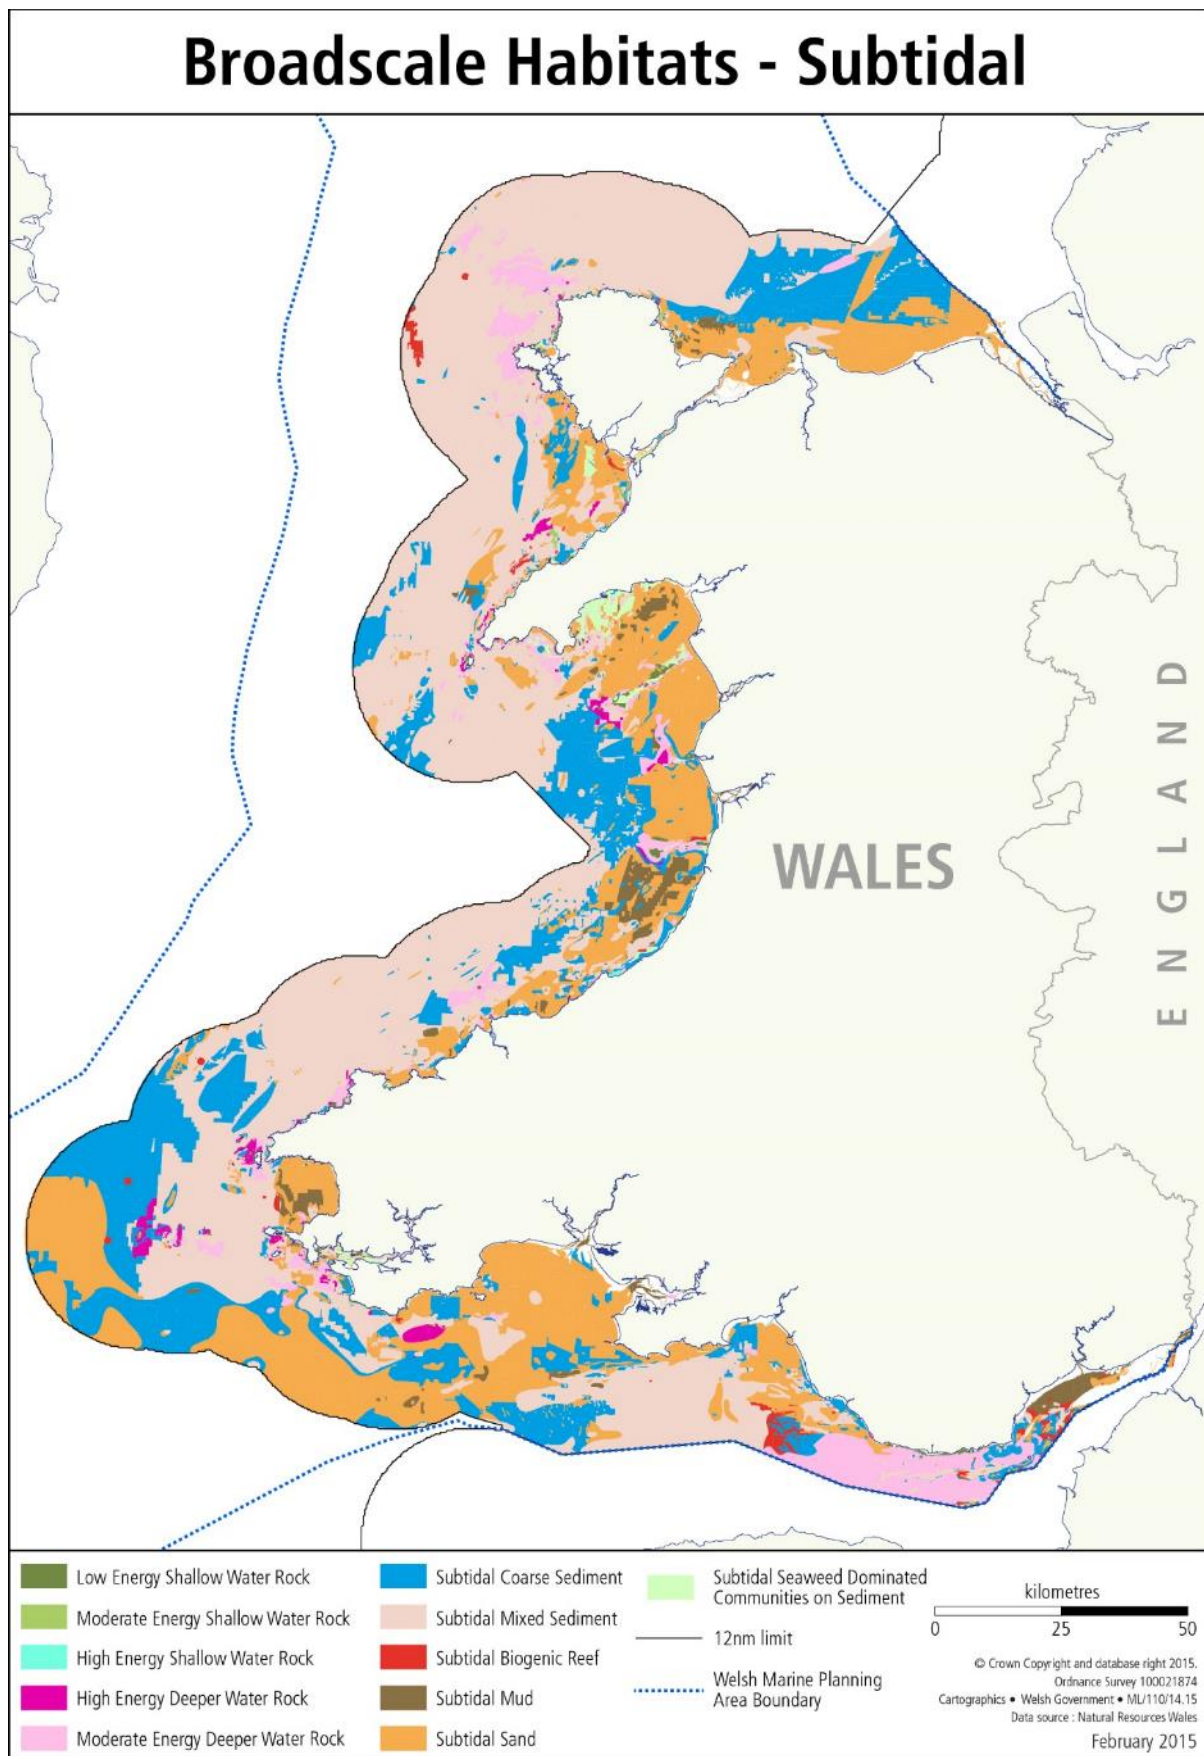 Broadscale Habitats - Subtidal
WALES
ENGLAND
Low Energy Shallow Water Rock
Moderate Energy Shallow Water Rock
High Energy Shallow Water Rock
High Energy Deeper Water Rock
Moderate Energy Deeper Water Rock
Subtidal Coarse Sediment
Subtidal Mixed Sediment
Subtidal Biogenic Reef
Subtidal Mud
Subtidal Sand
Subtidal Seaweed Dominated
Communities on Sediment
12nm limit
Welsh Marine Planning
Area Boundary
kilometres
0 25 50
© Crown Copyright and database right 2015.
Ordnance Survey 100021874
Cartographics • Welsh Government • ML/110/14.15
Data source : Natural Resources Wales
February 2015